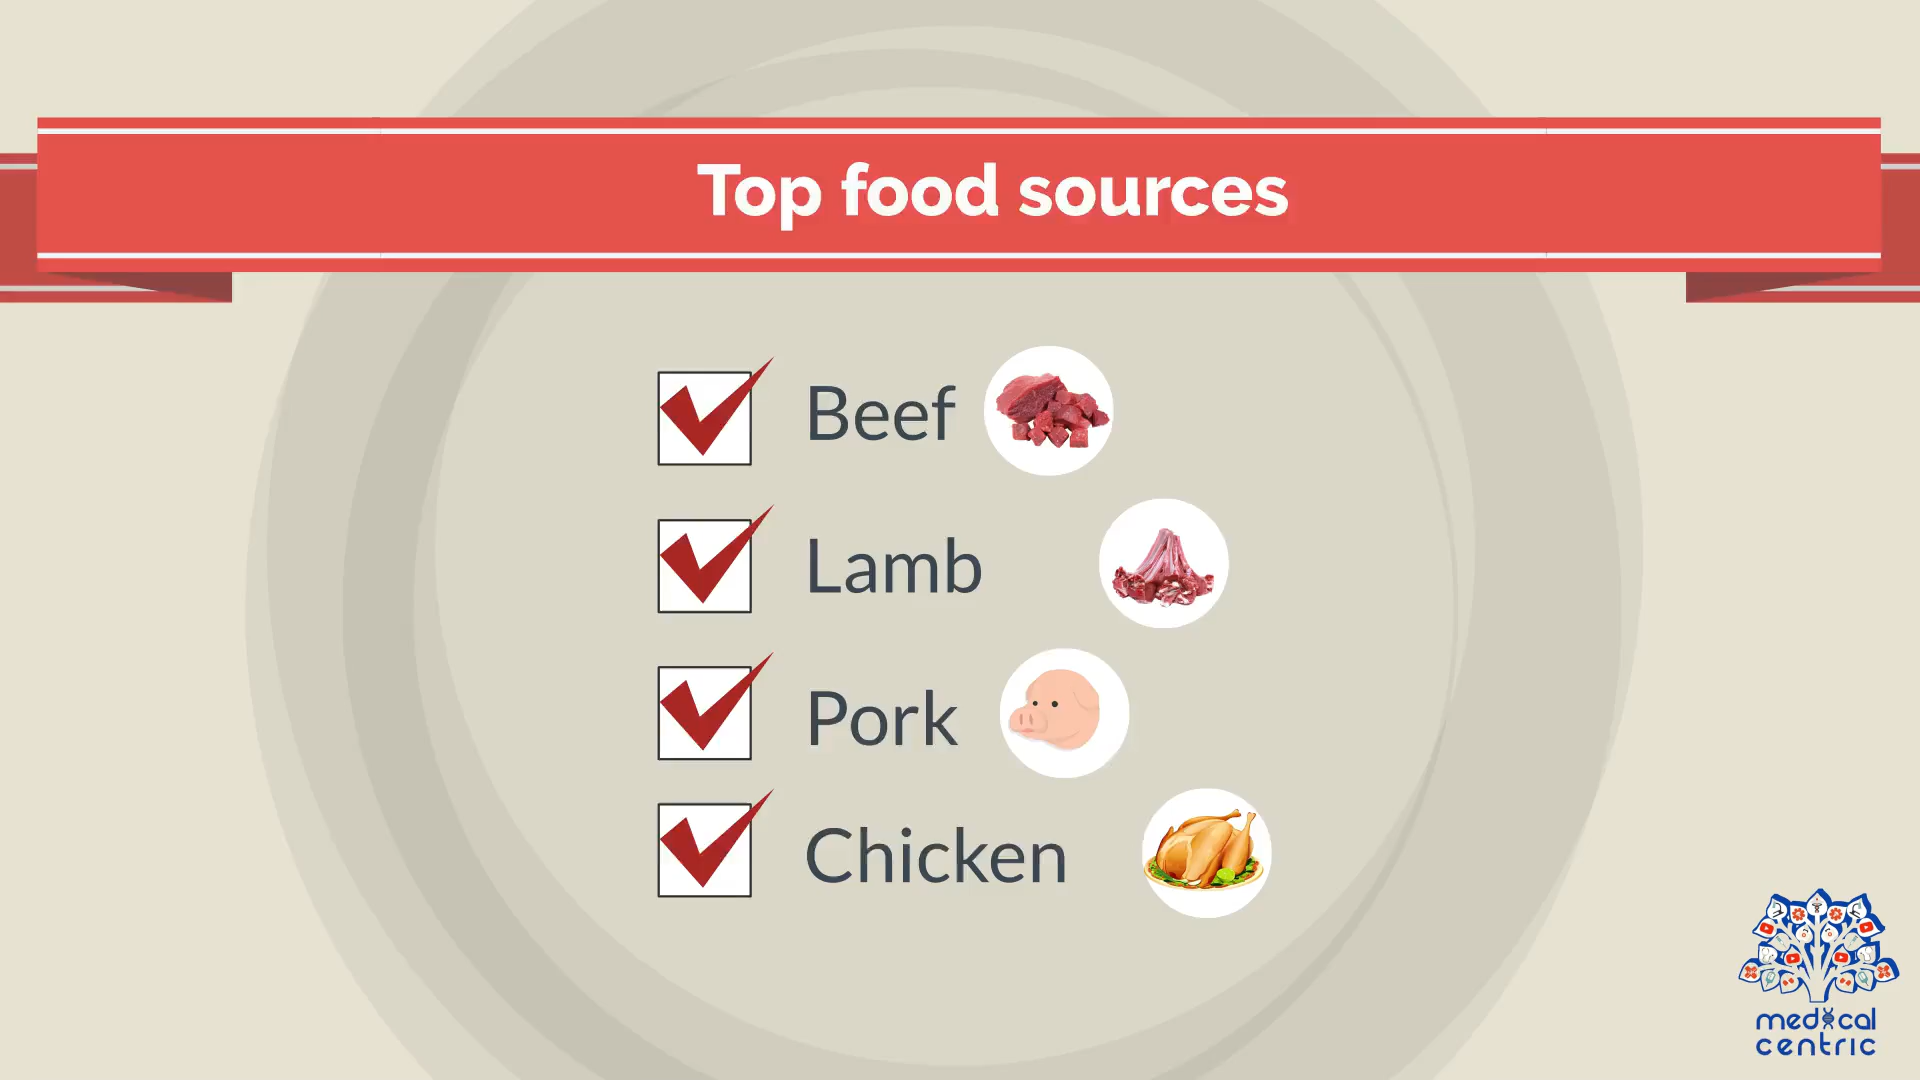 Top food sources
Beef
Lamb
Pork
Chicken
medical
centric